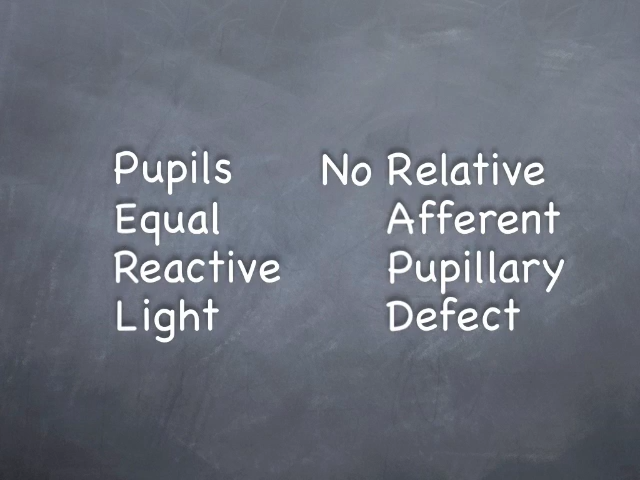 Pupils
Equal
Reactive
Light
No Relative
Afferent
Pupillary
Defect